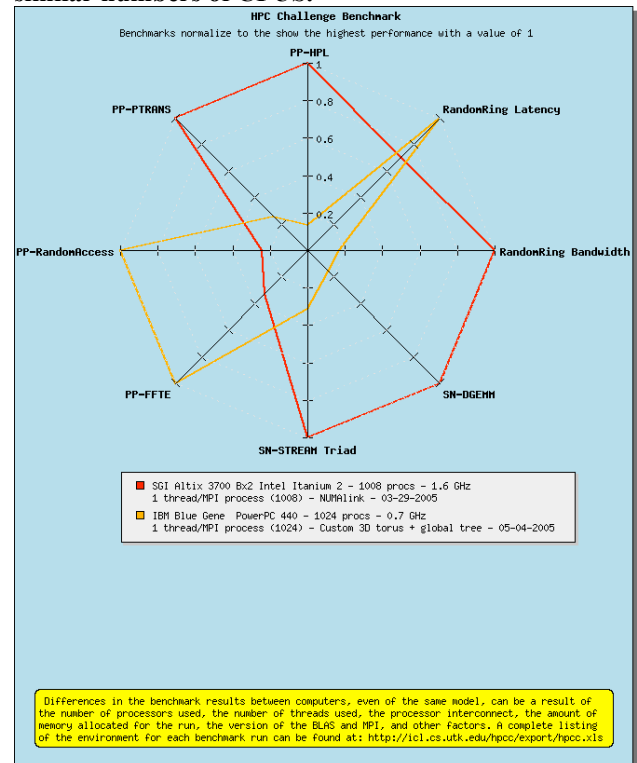 HPC Challenge Benchmark
Benchmarks normalize to the show the highest performance with a value of 1
PP-HPL
1
0.8
PP-PTRANS
RandomRing Latency
0.6
0.4
0.2
PP-RandomAccess
RandomRing Bandwidth
PP-FFTE
SN-DGEMM
SN-STREAM Triad
SGI Altix 3700 Bx2 Intel Itanium 2 - 1008 procs - 1.6 GHz
1 thread/MPI process (1008) - NUMAlink - 03-29-2005
IBM Blue Gene PowerPC 440 - 1024 procs - 0.7 GHz
1 thread/MPI process (1024) - Custom 3D torus + global tree - 05-04-2005
Differences in the benchmark results between computers, even of the same model, can be a result of
the number of processors used, the number of threads used, the processor interconnect, the amount of
memory allocated for the run, the version of the BLAS and MPI, and other factors. A complete listing
of the environment for each benchmark run can be found at: http://icl.cs.utk.edu/hpcc/export/hpcc.xls